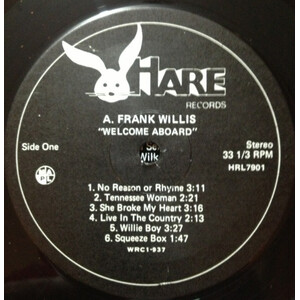 HARE
RECORDS
A. FRANK WILLIS
"WELCOME ABOARD"
Side One
Stereo
33 1/3 RPM
HRL7901
1. No Reason or Rhyme 3:11
2. Tennessee Woman 2:21
3. She Broke My Heart 3:14
4. Live In The Country 2:13
5. Willie Boy 3:27
6. Squeeze Box 1:47
WRC1-937